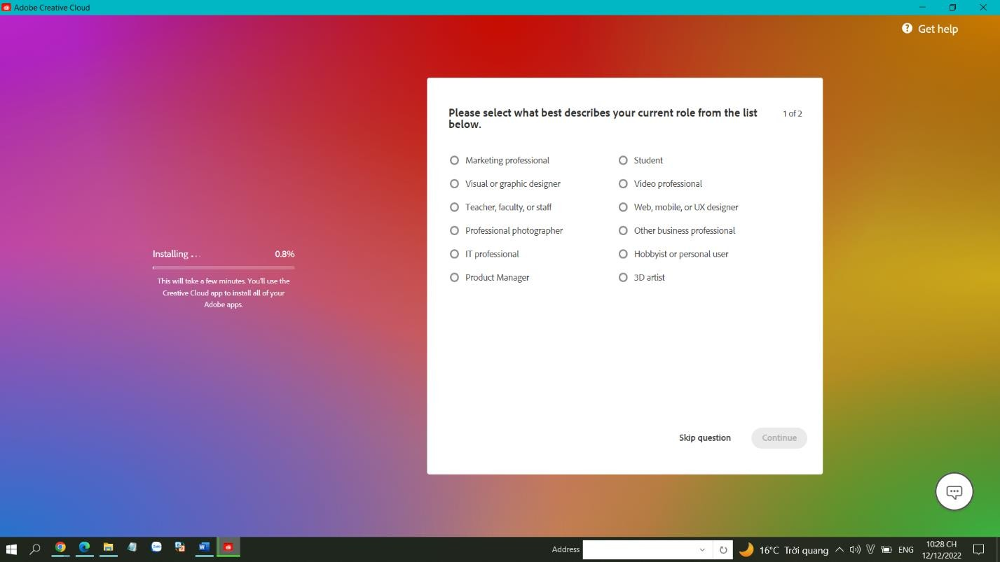 Adobe Creative Cloud
Get help
Please select what best describes your current role from the list
below.
1 of 2
Marketing professional
Student
Visual or graphic designer
Video professional
Teacher, faculty, or staff
Web, mobile, or UX designer
Professional photographer
Other business professional
IT professional
Hobbyist or personal user
Product Manager
3D artist
Installing . . .
0.8%
This will take a few minutes. You'll use the
Creative Cloud app to install all of your
Adobe apps.
Skip question
Continue
Zalo
Address
16°C Trời quang
ENG
10:28 CH
12/12/2022